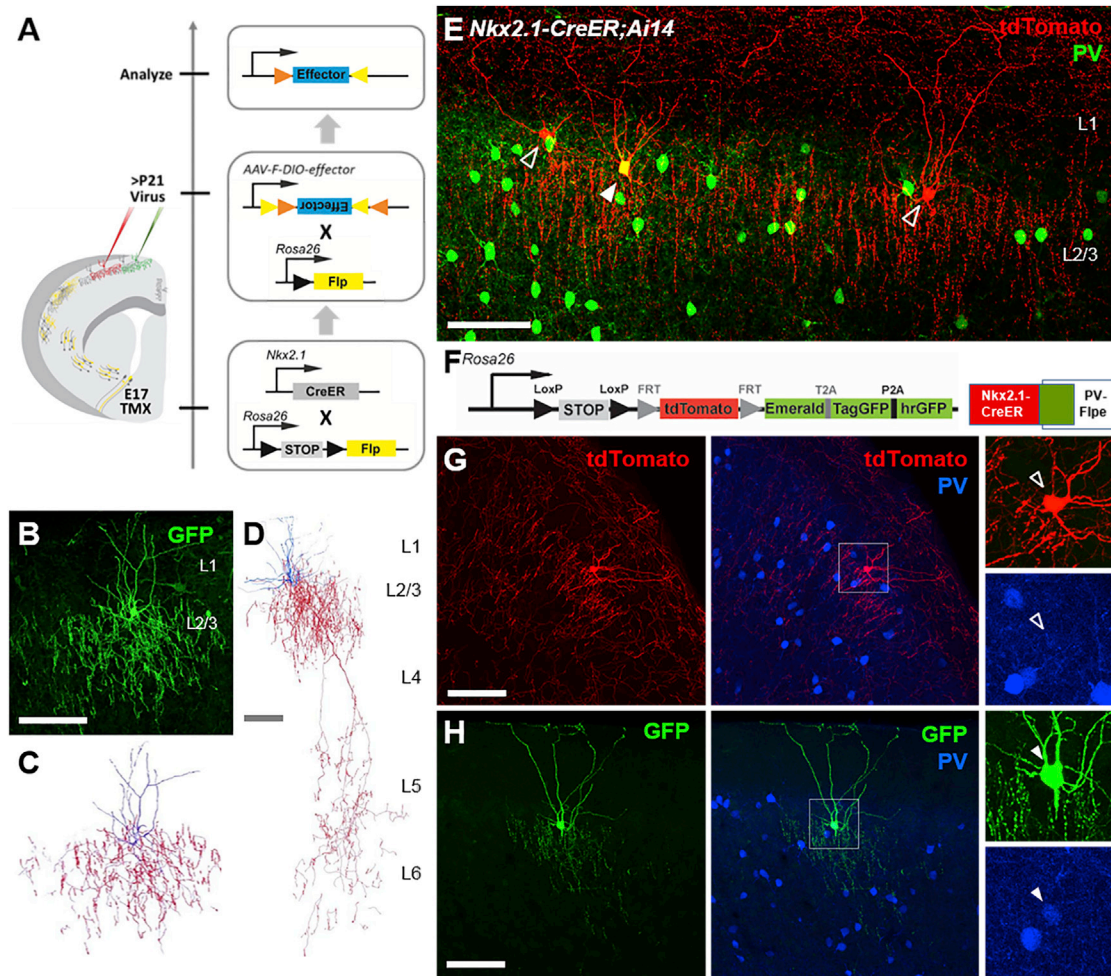 A
Analyze
Effector
>P21
Virus
AAV-F-DIO-effector
Effector
X
Rosa26
Flp
E17
TMX
Nkx2.1
CreER
X
Rosa26
STOP
Flp
B
GFP
L1
L2/3
C
D
L1
L2/3
L4
L5
L6
E
Nkx2.1-CreER;Ai14
tdTomato
PV
L1
L2/3
F
Rosa26
LoxP LoxP FRT FRT T2A P2A
STOP tdTomato Emerald TagGFP hrGFP
Nkx2.1-
CreER
PV-
Flpe
G
tdTomato
tdTomato
PV
H
GFP
GFP
PV